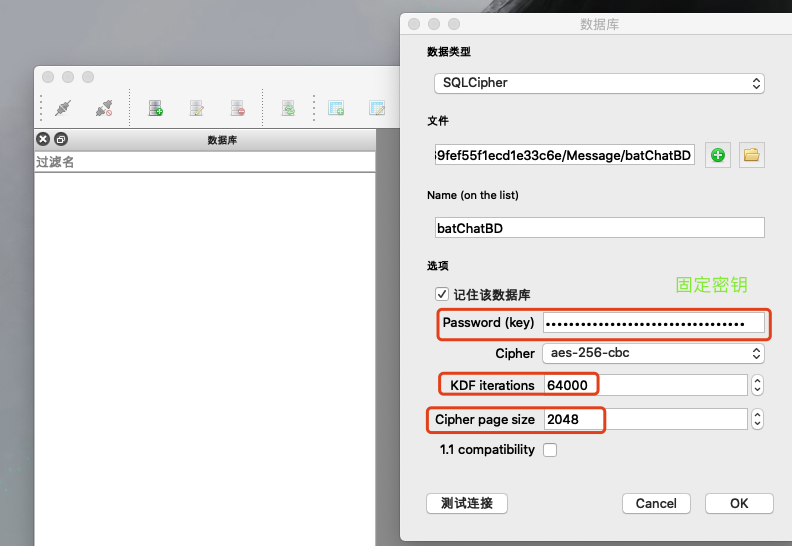 数据库
数据类型
SQLCipher
文件
39fef55f1ecd1e33c6e/Message/batChatBD
数据库
过滤名
Name (on the list)
batChatBD
选项
固定密钥
记住该数据库
Password (key)
Cipher aes-256-cbc
KDF iterations 64000
Cipher page size 2048
1.1 compatibility
测试连接 Cancel OK